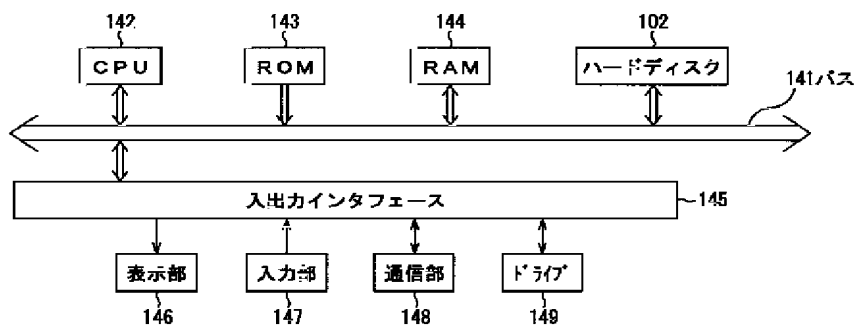 142
143
144
102
CPU
ROM
RAM
ハードディスク
141バス
入出力インタフェース
145
表示部
入力部
通信部
ドライブ
146
147
148
149